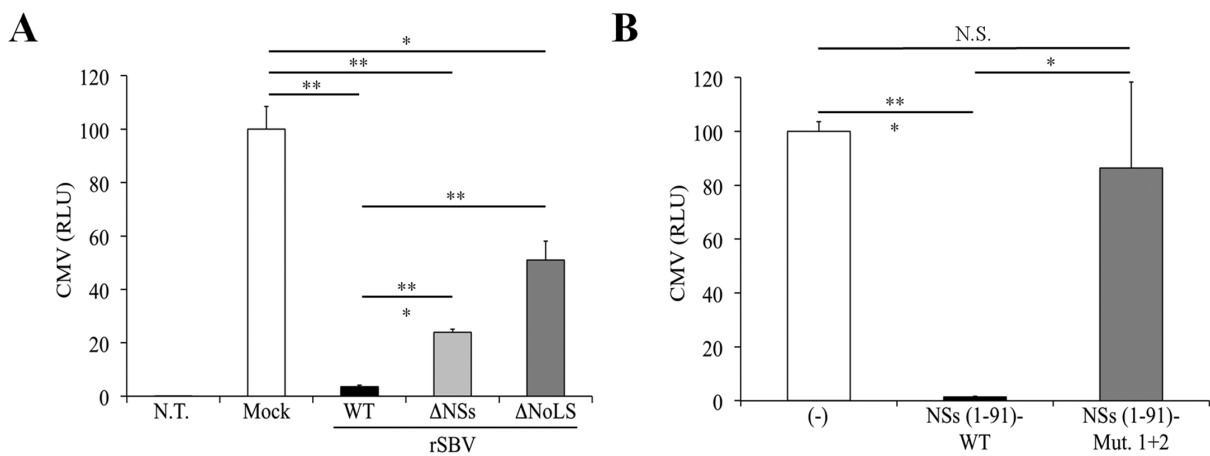 A
*
**
**
**
**
*
CMV (RLU)
120
100
80
60
40
20
0
N.T.
Mock
WT
ΔNSs
ΔNoLS
rSBV
B
N.S.
*
**
*
CMV (RLU)
120
100
80
60
40
20
0
(-)
NSs (1-91)-
WT
NSs (1-91)-
Mut. 1+2